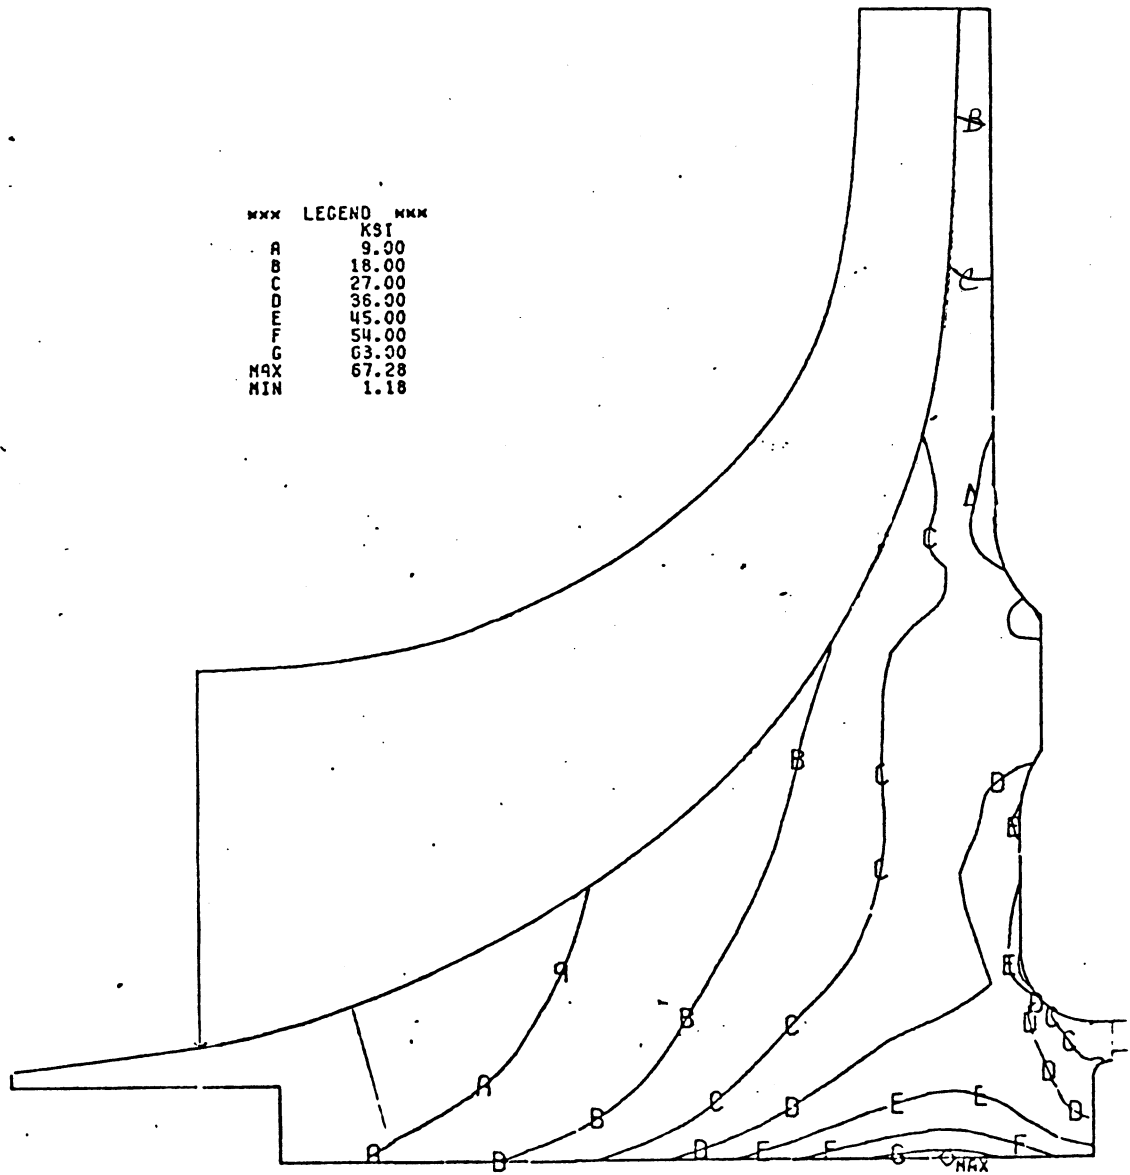 *** LEGEND ***
KSI
A 9.00
B 18.00
C 27.00
D 36.00
E 45.00
F 54.00
G 63.00
MAX 67.28
MIN 1.18
B
C
D
C
B
C
D
C
A
E
B
C
D
C
C
A
D
B
C
D
E
E
D
A
B
D
E
F
G
MAX
F